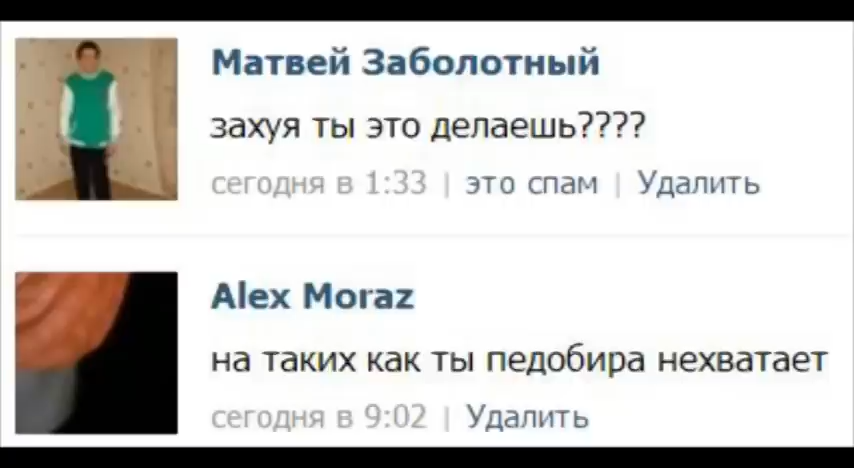 Матвей Заболотный
захуя ты это делаешь????
сегодня в 1:33 | это спам | Удалить
Alex Moraz
на таких как ты педобира нехватает
сегодня в 9:02 | Удалить